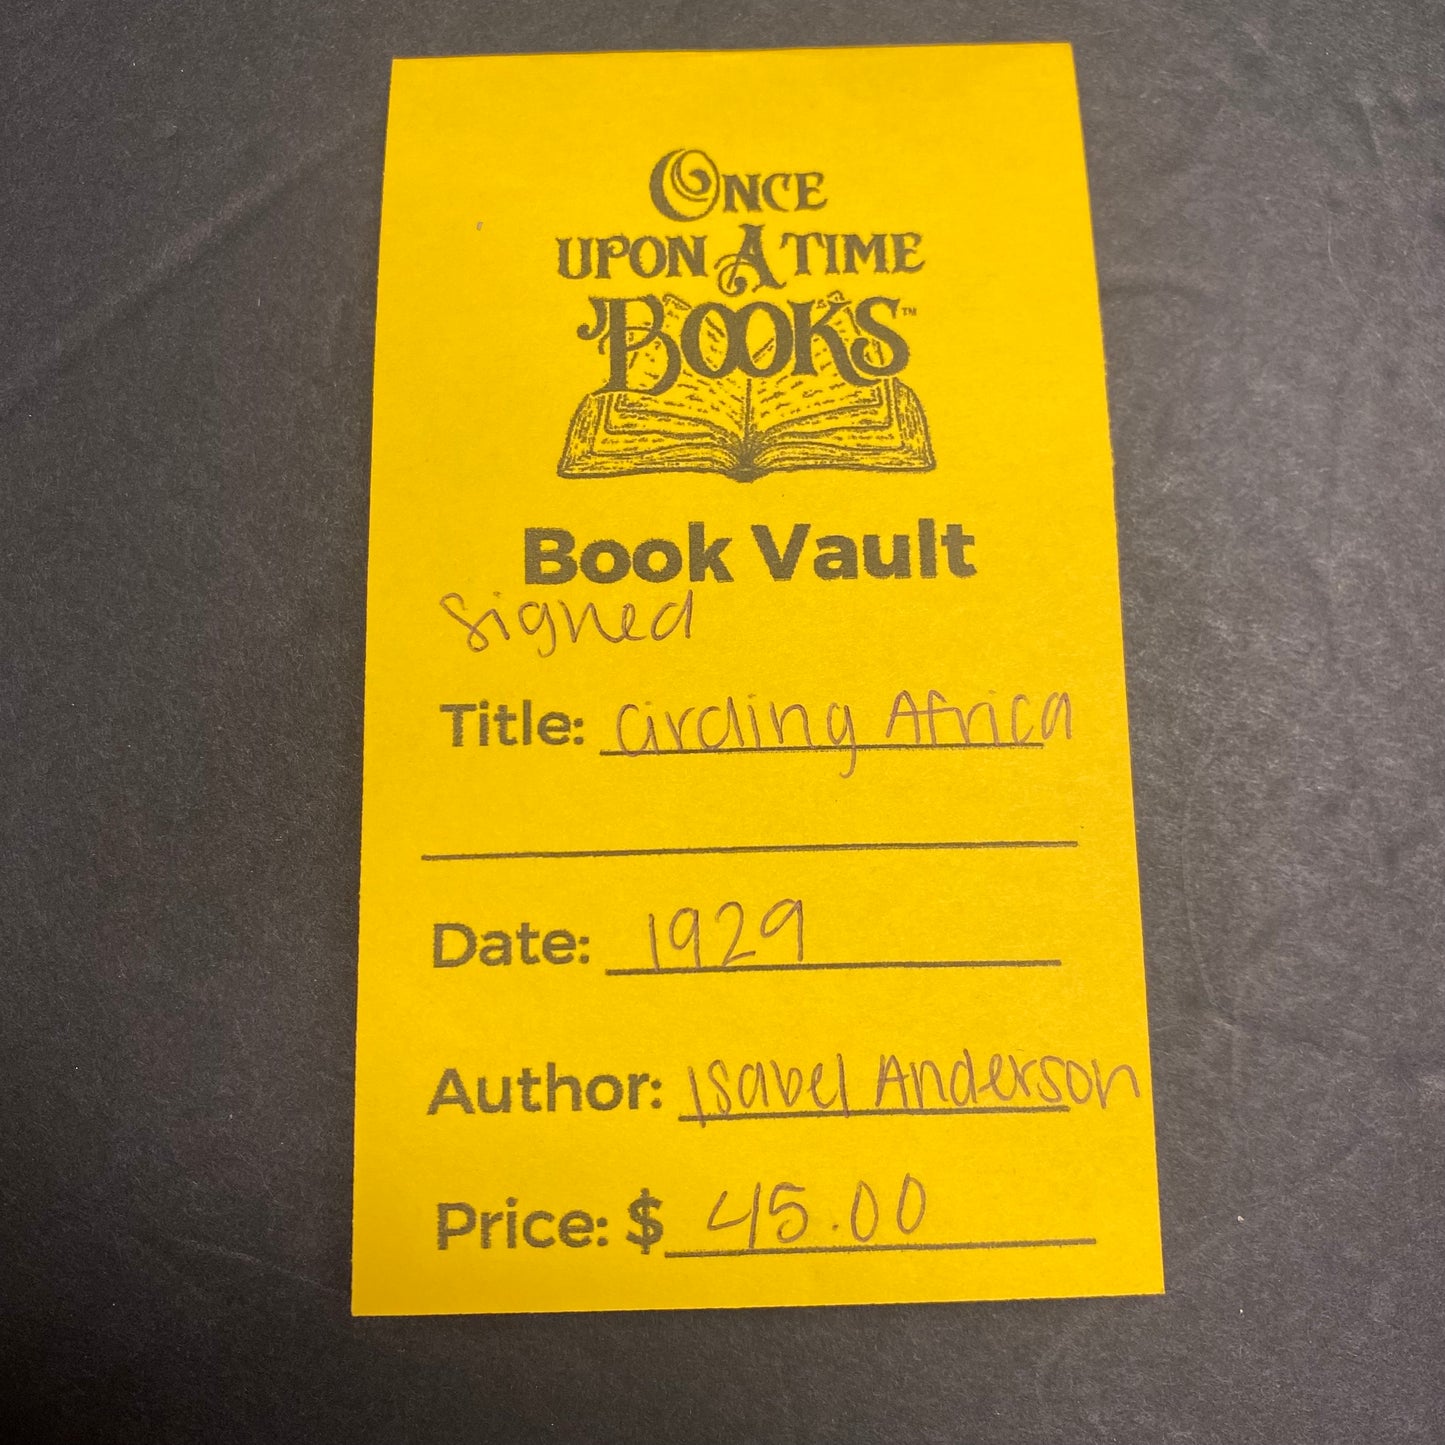 ONCE
UPON A TIME
BOOKS™
Book Vault
Signed
Title: Circling Africa
Date: 1929
Author: Isabel Anderson
Price: $ 45.00